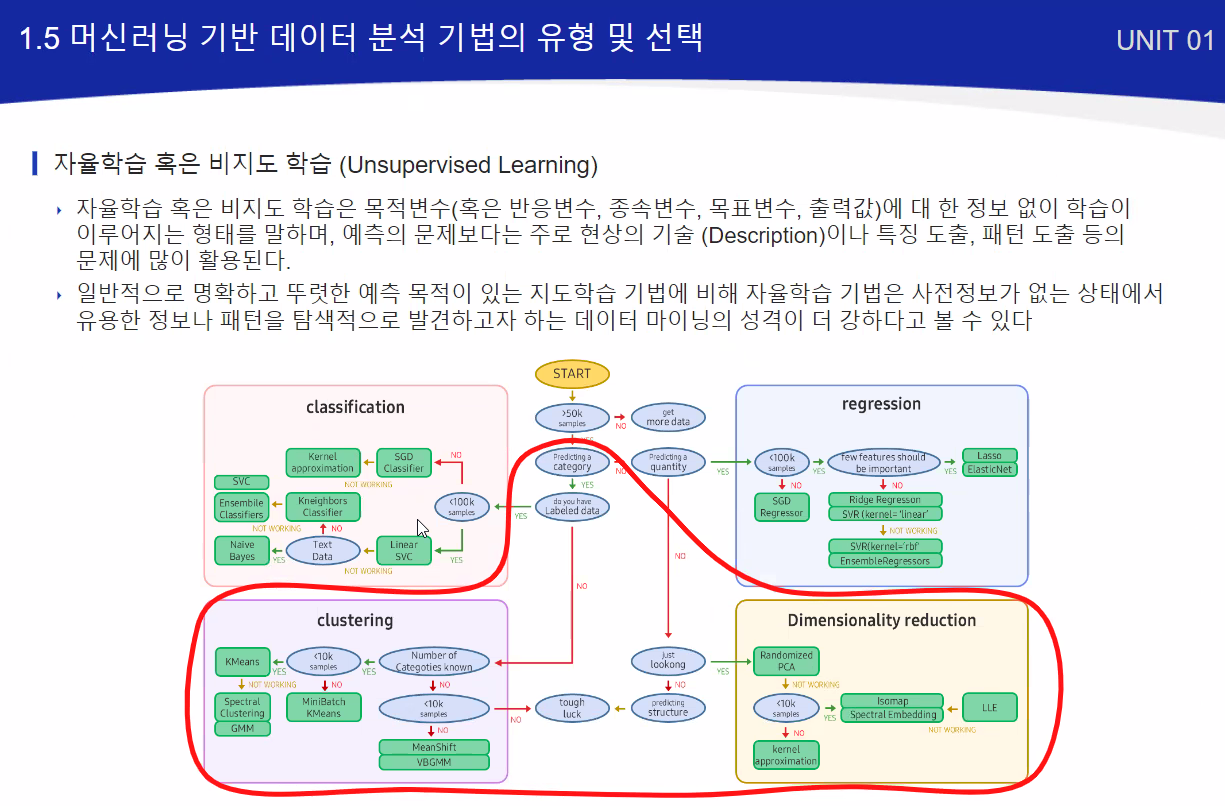 1.5 머신러닝 기반 데이터 분석 기법의 유형 및 선택
UNIT 01
자율학습 혹은 비지도 학습 (Unsupervised Learning)
자율학습 혹은 비지도 학습은 목적변수(혹은 반응변수, 종속변수, 목표변수, 출력값)에 대 한 정보 없이 학습이
이루어지는 형태를 말하며, 예측의 문제보다는 주로 현상의 기술 (Description)이나 특징 도출, 패턴 도출 등의
문제에 많이 활용된다.
일반적으로 명확하고 뚜렷한 예측 목적이 있는 지도학습 기법에 비해 자율학습 기법은 사전정보가 없는 상태에서
유용한 정보나 패턴을 탐색적으로 발견하고자 하는 데이터 마이닝의 성격이 더 강하다고 볼 수 있다
START
>50k
samples
NO
get
more data
YES
Predicting a
category
NO
Predicting a
quantity
YES
YES
do you have
Labeled data
YES
NO
NO
classification
Kernel
approximation
SGD
Classifier
NO
NOT WORKING
SVC
Ensembile
Classifiers
Kneighbors
Classifier
<100k
samples
NOT WORKING
NO
Naive
Bayes
YES
Text
Data
Linear
SVC
YES
NOT WORKING
regression
<100k
samples
YES
few features should
be important
YES
Lasso
ElasticNet
NO
NO
SGD
Regressor
Ridge Regresson
SVR (kernel= 'linear'
NOT WORKING
SVR(kernel='rbf'
EnsembleRegressors
clustering
KMeans
YES
<10k
samples
YES
Number of
Categoties known
NOT WORKING
NO
NO
Spectral
Clustering
GMM
MiniBatch
KMeans
<10k
samples
NO
NO
MeanShift
VBGMM
tough
luck
just
lookong
YES
NO
predicting
structure
Dimensionality reduction
Randomized
PCA
NOT WORKING
<10k
samples
YES
Isomap
Spectral Embedding
LLE
NOT WORKING
NO
kernel
approximation